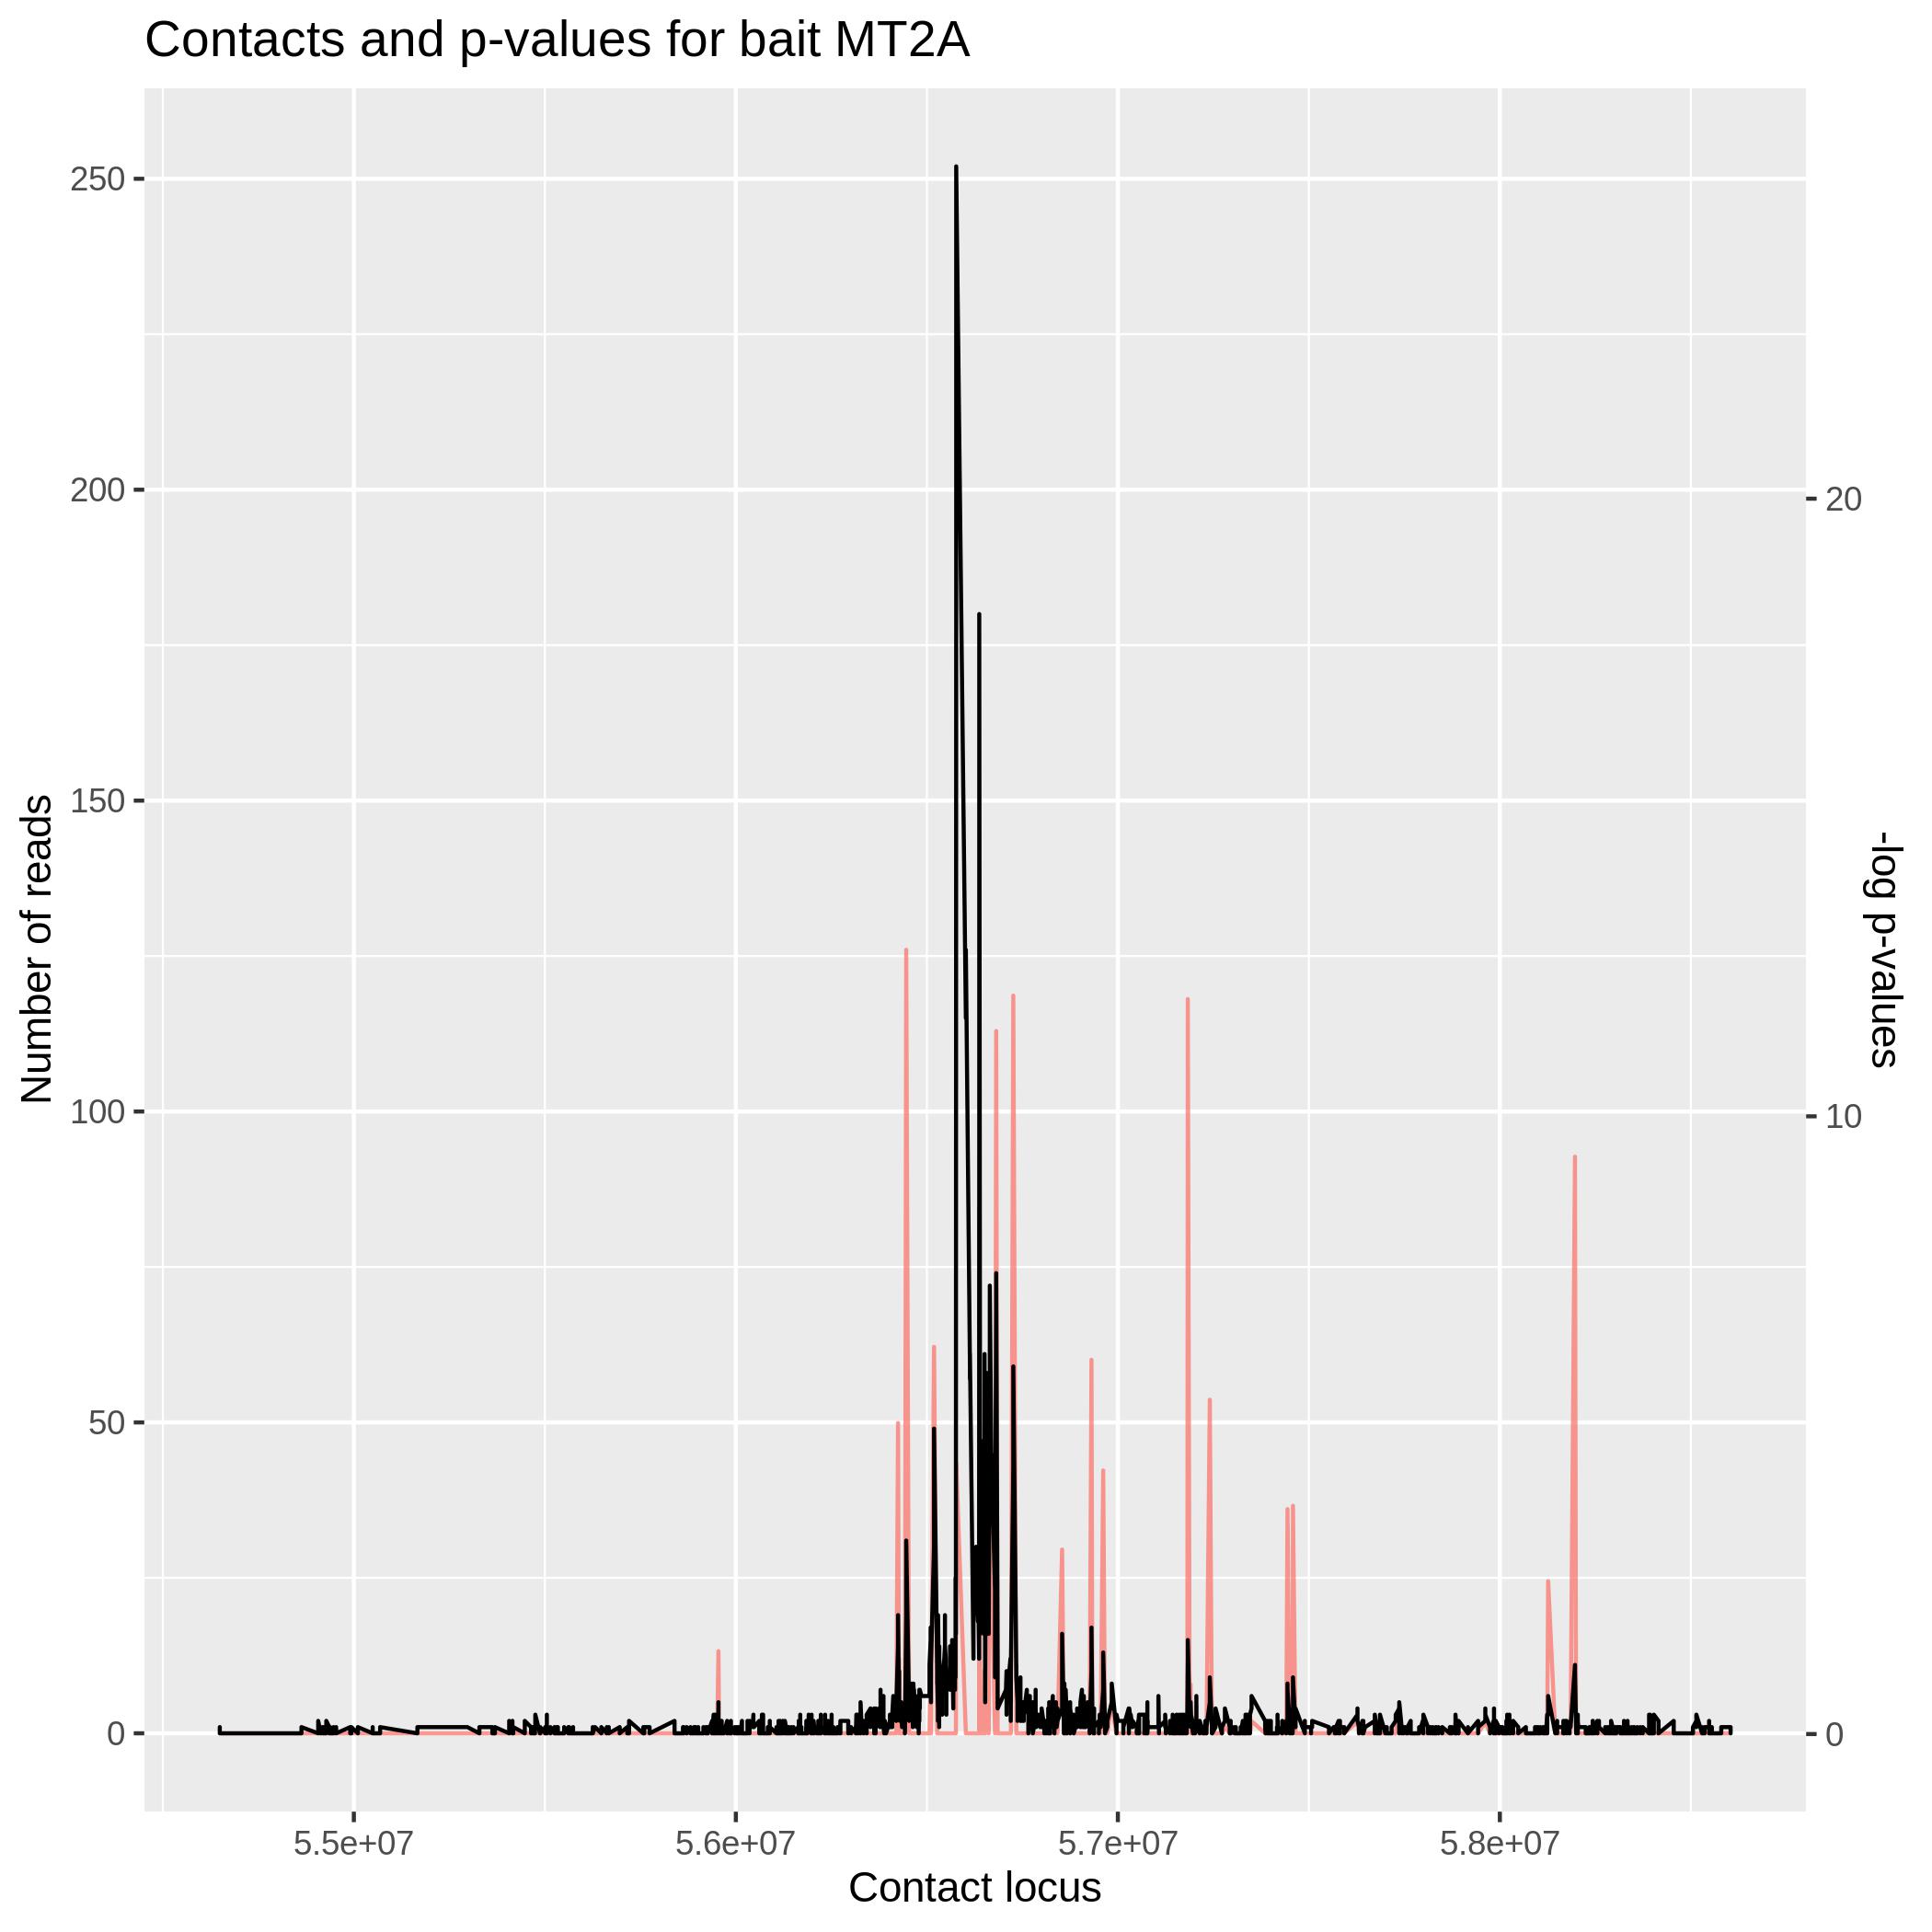 Contacts and p-values for bait MT2A
250
200
150
100
50
0
Number of reads
20
10
0
-log p-values
5.5e+07
5.6e+07
5.7e+07
5.8e+07
Contact locus